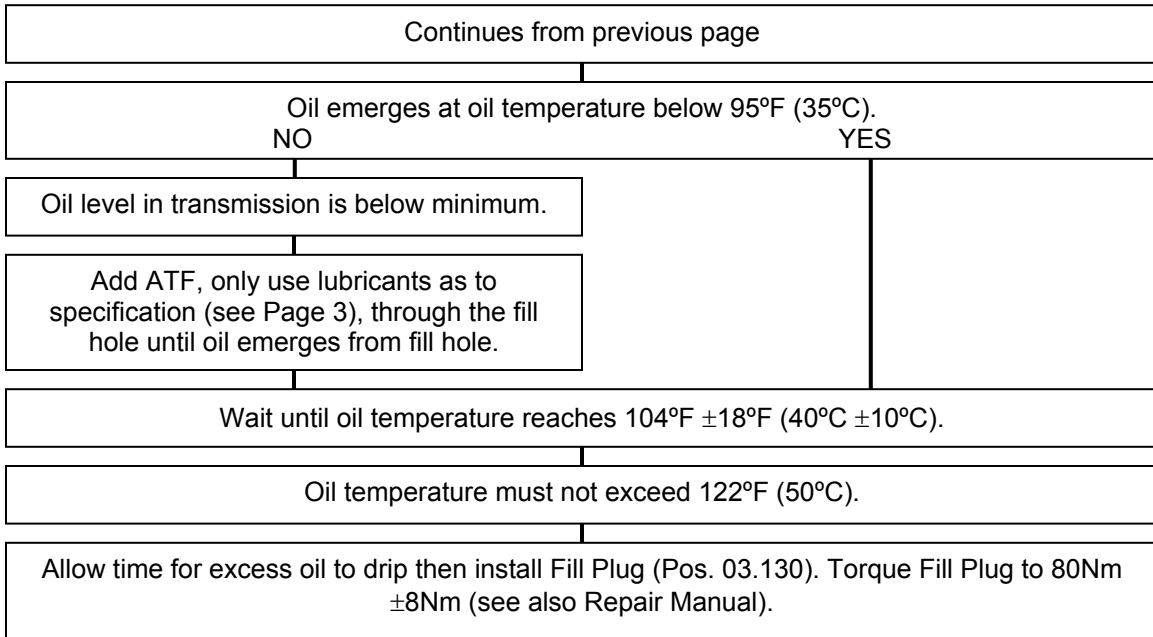 Continues from previous page
Oil emerges at oil temperature below 95ºF (35ºC).
NO YES
Oil level in transmission is below minimum.
Add ATF, only use lubricants as to
specification (see Page 3), through the fill
hole until oil emerges from fill hole.
Wait until oil temperature reaches 104ºF ±18ºF (40ºC ±10ºC).
Oil temperature must not exceed 122ºF (50ºC).
Allow time for excess oil to drip then install Fill Plug (Pos. 03.130). Torque Fill Plug to 80Nm
±8Nm (see also Repair Manual).